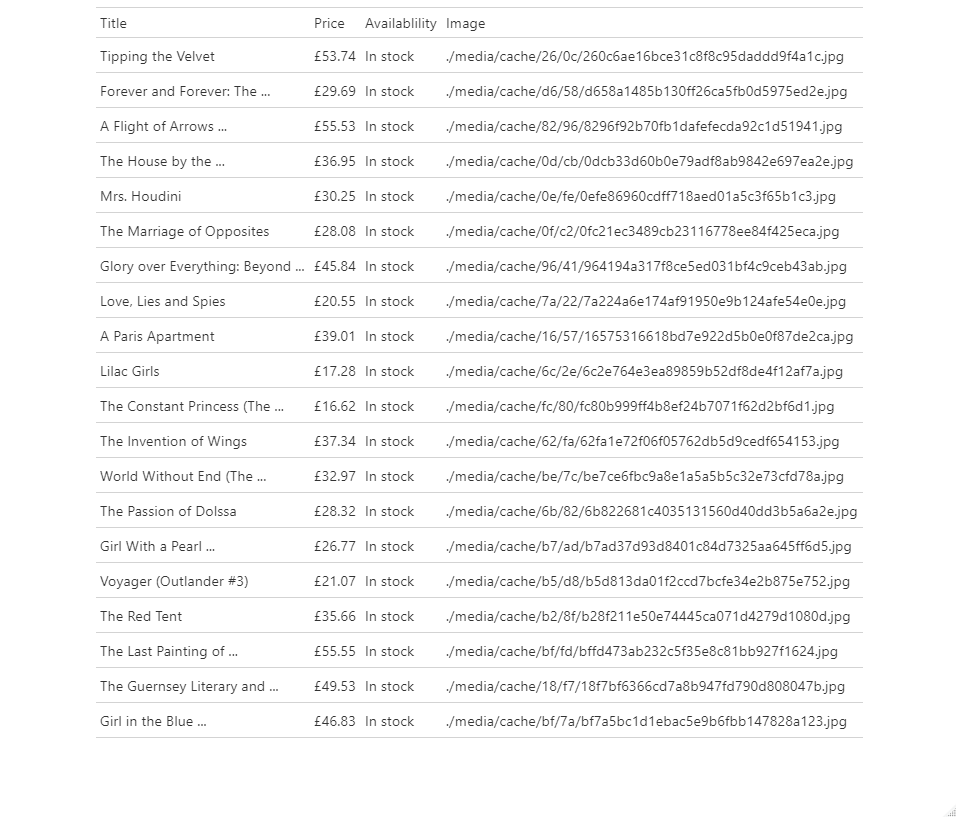 Title Price Availablility Image
Tipping the Velvet £53.74 In stock ./media/cache/26/0c/260c6ae16bce31c8f8c95daddd9f4a1c.jpg
Forever and Forever: The ... £29.69 In stock ./media/cache/d6/58/d658a1485b130ff26ca5fb0d5975ed2e.jpg
A Flight of Arrows ... £55.53 In stock ./media/cache/82/96/8296f92b70fb1dafefecda92c1d51941.jpg
The House by the ... £36.95 In stock ./media/cache/0d/cb/0dcb33d60b0e79adf8ab9842e697ea2e.jpg
Mrs. Houdini £30.25 In stock ./media/cache/0e/fe/0efe86960cdff718aed01a5c3f65b1c3.jpg
The Marriage of Opposites £28.08 In stock ./media/cache/0f/c2/0fc21ec3489cb23116778ee84f425eca.jpg
Glory over Everything: Beyond ... £45.84 In stock ./media/cache/96/41/964194a317f8ce5ed031bf4c9ceb43ab.jpg
Love, Lies and Spies £20.55 In stock ./media/cache/7a/22/7a224a6e174af91950e9b124afe54e0e.jpg
A Paris Apartment £39.01 In stock ./media/cache/16/57/16575316618bd7e922d5b0e0f87de2ca.jpg
Lilac Girls £17.28 In stock ./media/cache/6c/2e/6c2e764e3ea89859b52df8de4f12af7a.jpg
The Constant Princess (The ... £16.62 In stock ./media/cache/fc/80/fc80b999ff4b8ef24b7071f62d2bf6d1.jpg
The Invention of Wings £37.34 In stock ./media/cache/62/fa/62fa1e72f06f05762db5d9cedf654153.jpg
World Without End (The ... £32.97 In stock ./media/cache/be/7c/be7ce6fbc9a8e1a5a5b5c32e73cfd78a.jpg
The Passion of Dolssa £28.32 In stock ./media/cache/6b/82/6b822681c4035131560d40dd3b5a6a2e.jpg
Girl With a Pearl ... £26.77 In stock ./media/cache/b7/ad/b7ad37d93d8401c84d7325aa645ff6d5.jpg
Voyager (Outlander #3) £21.07 In stock ./media/cache/b5/d8/b5d813da01f2ccd7bcfe34e2b875e752.jpg
The Red Tent £35.66 In stock ./media/cache/b2/8f/b28f211e50e74445ca071d4279d1080d.jpg
The Last Painting of ... £55.55 In stock ./media/cache/bf/fd/bffd473ab232c5f35e8c81bb927f1624.jpg
The Guernsey Literary and ... £49.53 In stock ./media/cache/18/f7/18f7bf6366cd7a8b947fd790d808047b.jpg
Girl in the Blue ... £46.83 In stock ./media/cache/bf/7a/bf7a5bc1d1ebac5e9b6fbb147828a123.jpg